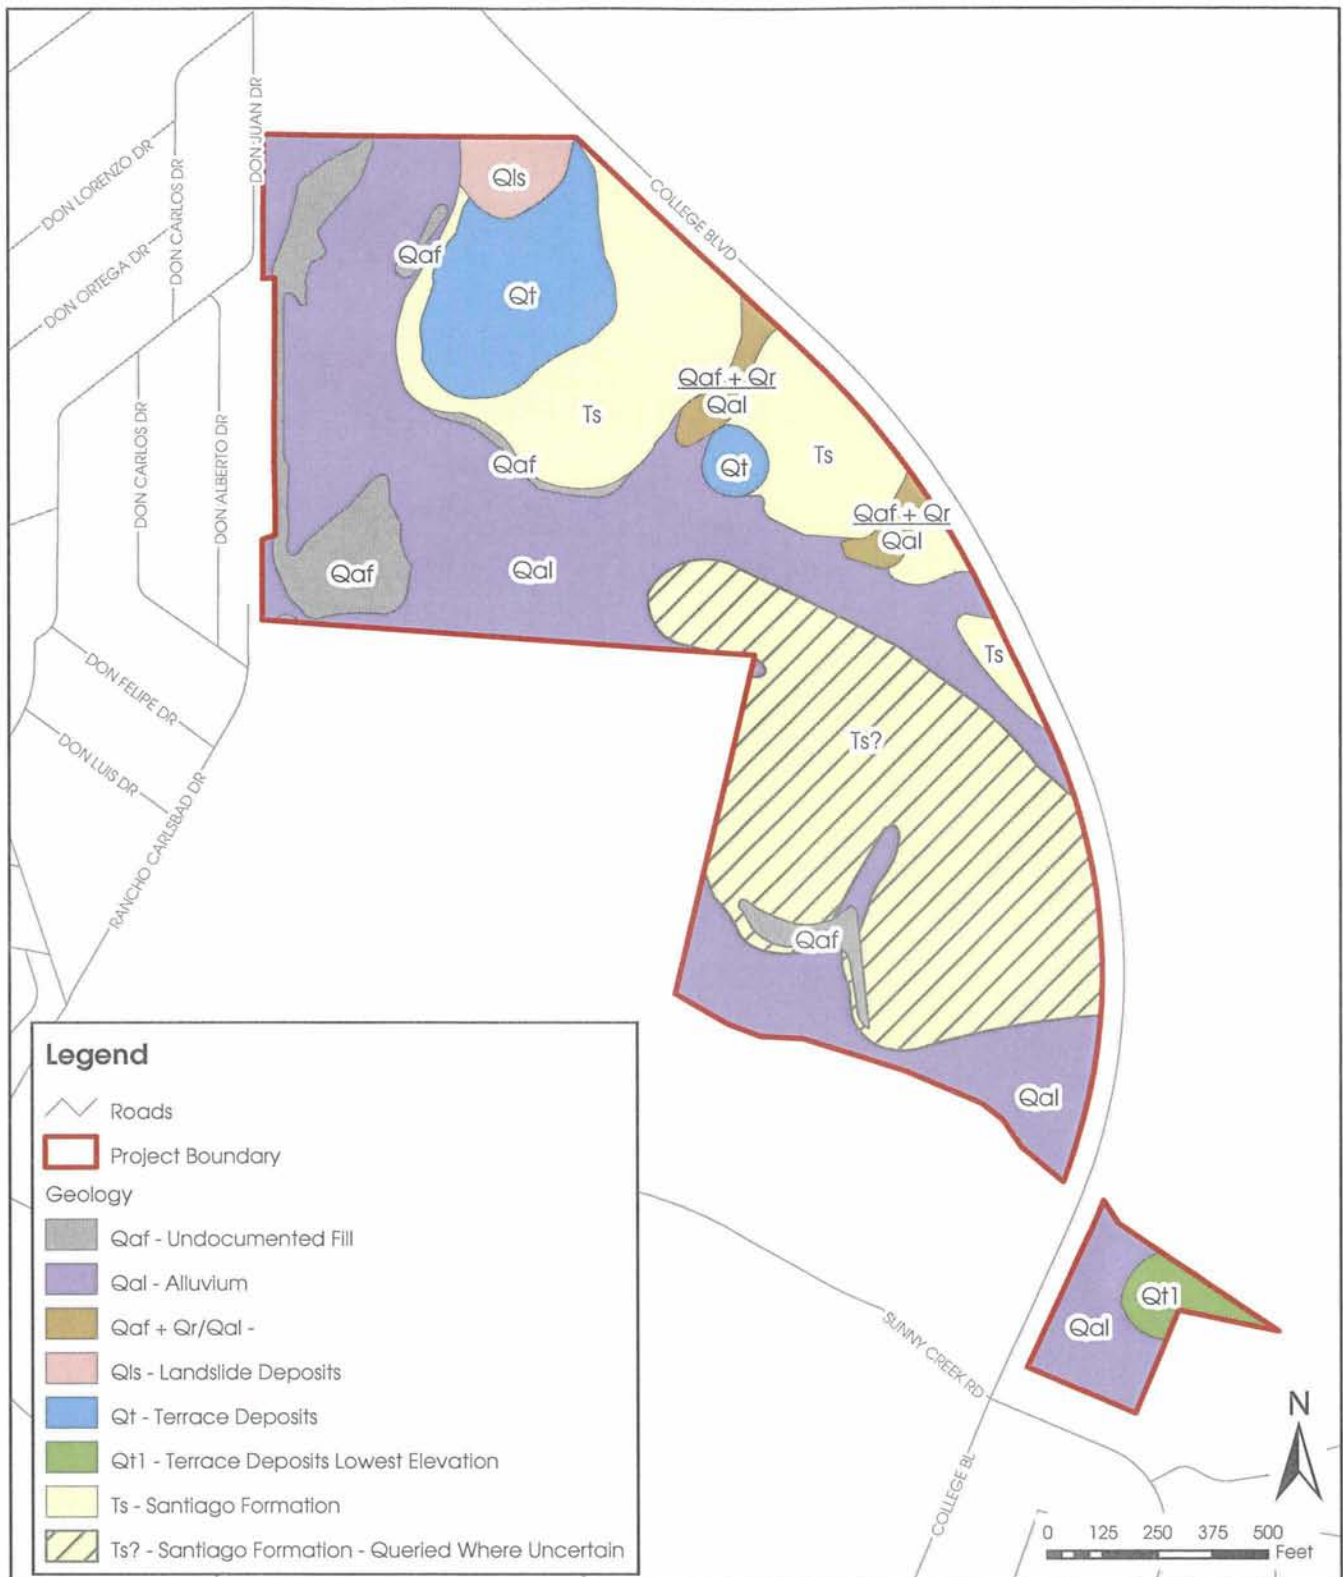 DON LORENZO DR
DON CARLOS DR
DON JUAN DR
DON ORTEGA DR
COLLEGE BLVD
Qls
Qaf
Qt
Qaf + Qr
Qal
Ts
Qt
Ts
Qaf
Qaf + Qr
Qal
DON CARLOS DR
DON ALBERTO DR
Qaf
Qal
Ts
DON FELIPE DR
DON LUIS DR
Ts?
RANCHO CARLSBAD DR
Qaf
Qal
Qt1
Qal
SUNNY CREEK RD
COLLEGE BL
Legend
Roads
Project Boundary
Geology
Qaf - Undocumented Fill
Qal - Alluvium
Qaf + Qr/Qal -
Qls - Landslide Deposits
Qt - Terrace Deposits
Qt1 - Terrace Deposits Lowest Elevation
Ts - Santiago Formation
Ts? - Santiago Formation - Queried Where Uncertain
N
0 125 250 375 500
Feet